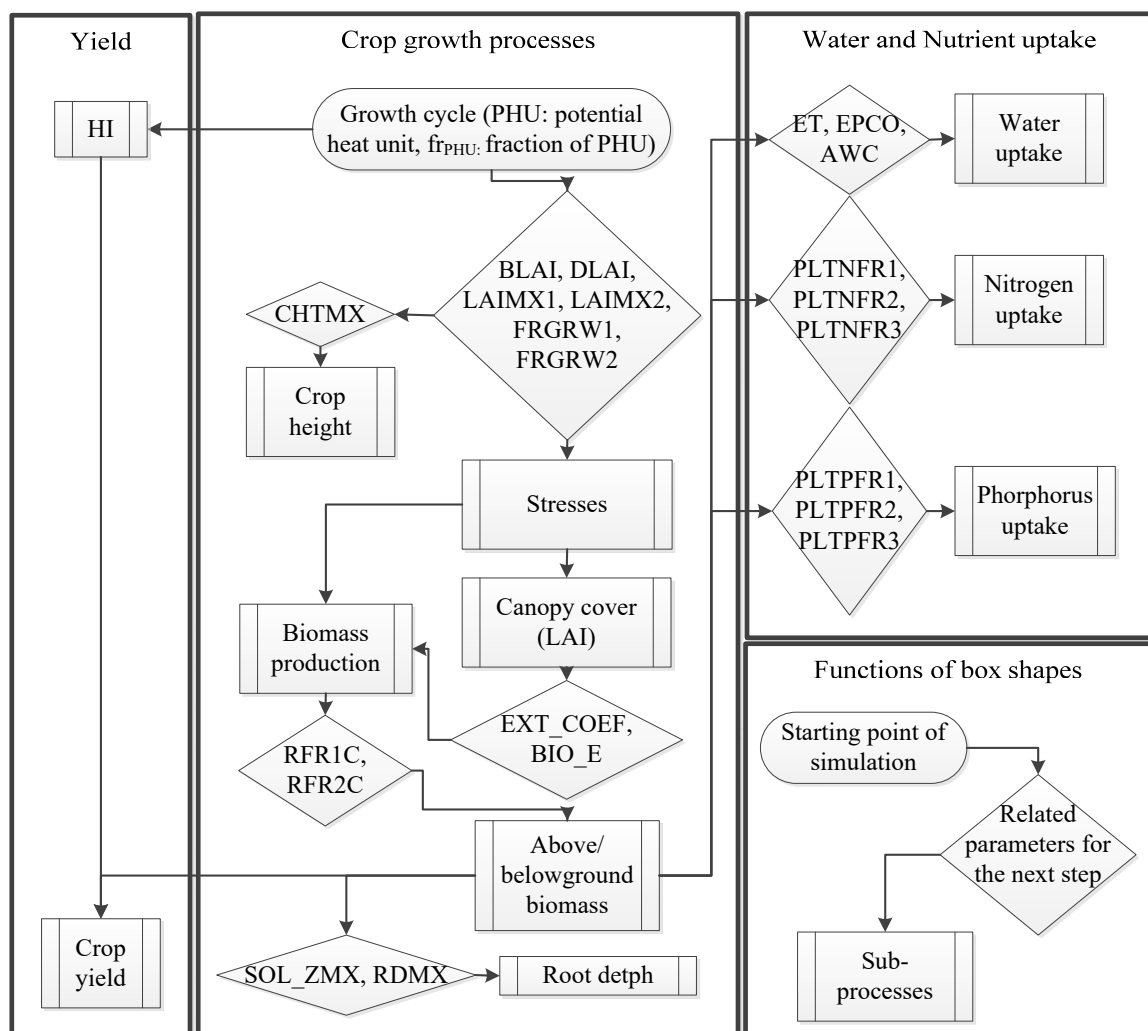 Yield
HI
Crop
yield
Crop growth processes
Growth cycle (PHU: potential
heat unit, frPHU: fraction of PHU)
BLAI, DLAI,
LAIMX1, LAIMX2,
FRGRW1,
FRGRW2
CHTMX
Crop
height
Stresses
Canopy cover
(LAI)
Biomass
production
EXT_COEF,
BIO_E
RFR1C,
RFR2C
Above/
belowground
biomass
SOL_ZMX, RDMX
Root detph
Water and Nutrient uptake
ET, EPCO,
AWC
Water
uptake
PLTNFR1,
PLTNFR2,
PLTNFR3
Nitrogen
uptake
PLTPFR1,
PLTPFR2,
PLTPFR3
Phorphorus
uptake
Functions of box shapes
Starting point of
simulation
Related
parameters for
the next step
Sub-
processes